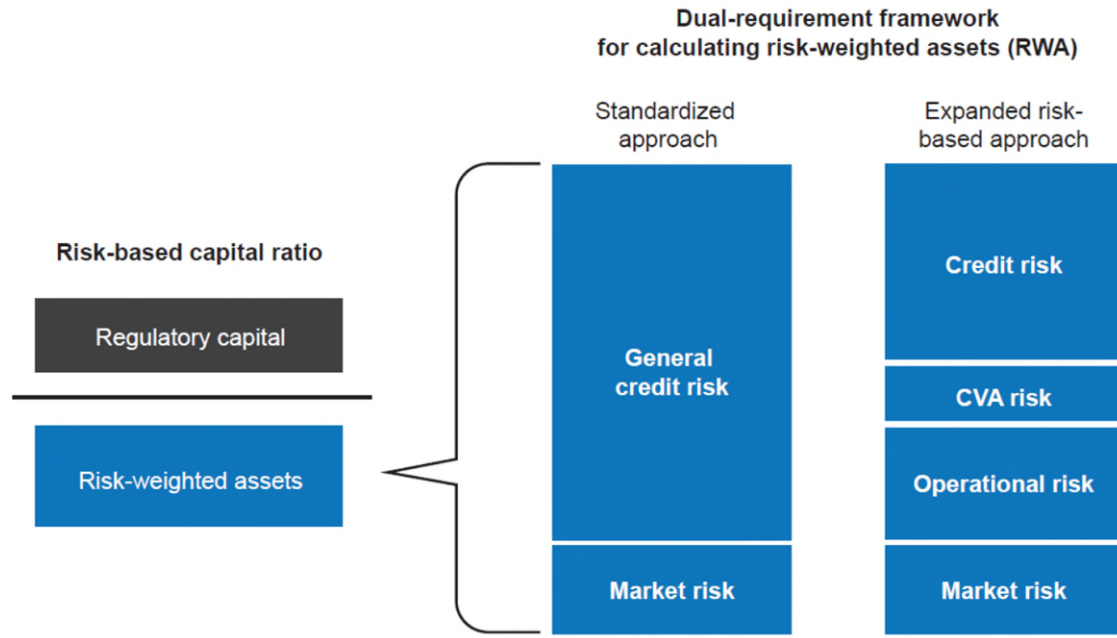 Dual-requirement framework
for calculating risk-weighted assets (RWA)
Standardized
approach
Expanded risk-
based approach
Risk-based capital ratio
Regulatory capital
Risk-weighted assets
General
credit risk
Market risk
Credit risk
CVA risk
Operational risk
Market risk